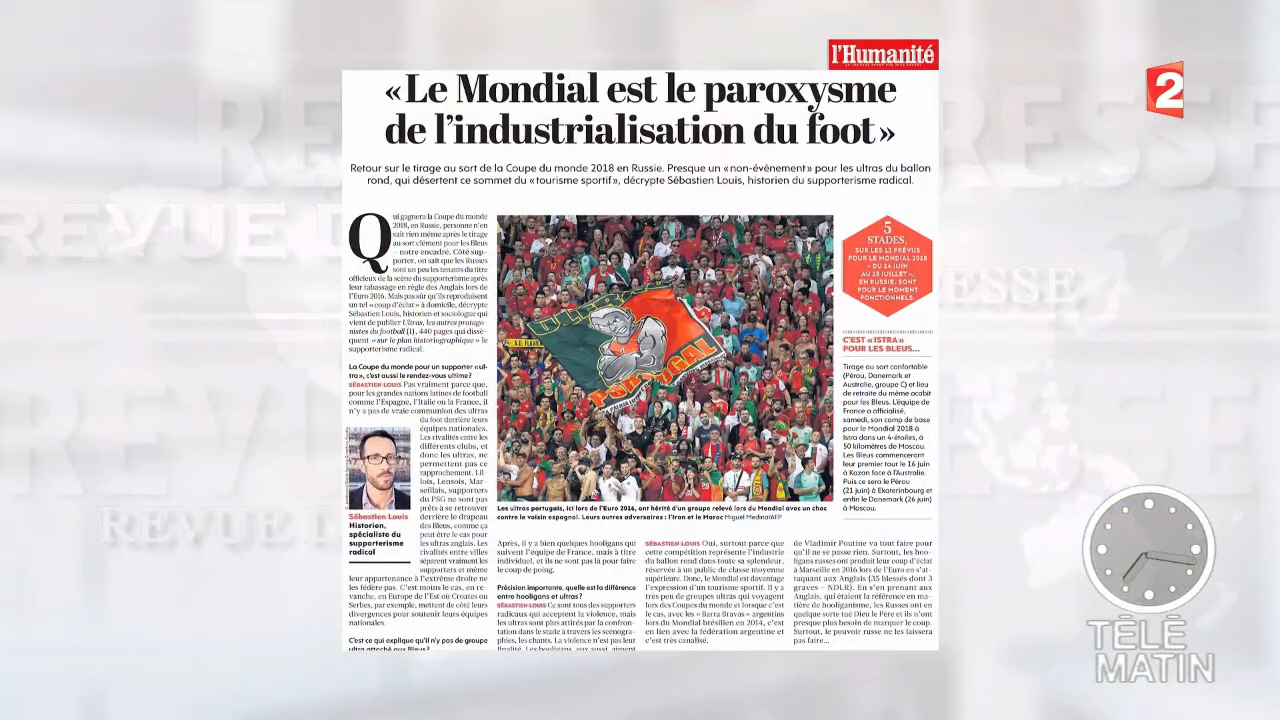 l'Humanité
2
« Le Mondial est le paroxysme
de l'industrialisation du foot »
Retour sur le tirage au sort de la Coupe du monde 2018 en Russie. Presque un « non-événement » pour les ultras du ballon
rond, qui désertent ce sommet du « tourisme sportif », décrypte Sébastien Louis, historien du supporterisme radical.
Qui gagnera la Coupe du monde
2018, en Russie, personne n'en
sait rien même après le tirage
au sort clément pour les Bleus
– notre encadré. Côté sup-
porter, on sait que les Russes
sont un peu les tenants du titre
officieux de la scène du supporterisme après
leur tabassage en règle des Anglais lors de
l'Euro 2016. Mais pas sûr qu'ils reproduisent
un tel « coup d'éclat » à domicile, décrypte
Sébastien Louis, historien et sociologue qui
vient de publier Ultras, les autres protago-
nistes du football (1), 440 pages qui dissè-
quent « sur le plan historiographique » le
supporterisme radical.
La Coupe du monde pour un supporter « ul-
tra », c'est aussi le rendez-vous ultime ?
SÉBASTIEN LOUIS Pas vraiment parce que,
pour les grandes nations latines de football
comme l'Espagne, l'Italie ou la France, il
n'y a pas de vraie communion des ultras
du foot derrière leurs
équipes nationales.
Les rivalités entre les
différents clubs, et
donc les ultras, ne
permettent pas ce
rapprochement. Lil-
lois, Lensois, Mar-
seillais, supporters
du PSG ne sont pas
prêts à se retrouver
derrière le drapeau
des Bleus, comme ça
peut être le cas pour
les ultras anglais. Ces
rivalités entre villes
séparent vraiment les
supporters et même
leur appartenance à l'extrême droite ne
les fédère pas. C'est moins le cas, en re-
vanche, en Europe de l'Est où Croates ou
Serbes, par exemple, mettent de côté leurs
divergences pour soutenir leurs équipes
nationales.
C'est ce qui explique qu'il n'y pas de groupe
ultra attaché aux Bleus ?
Sébastien Louis
Historien,
spécialiste du
supporterisme
radical
PORTUGAL
Les ultras portugais, ici lors de l'Euro 2016, ont hérité d'un groupe relevé lors du Mondial avec un choc
contre le voisin espagnol. Leurs autres adversaires : l'Iran et le Maroc Miguel Medina/AFP
Après, il y a bien quelques hooligans qui
suivent l'équipe de France, mais à titre
individuel, et ils ne sont pas là pour faire
le coup de poing.
Précision importante, quelle est la différence
entre hooligans et ultras ?
SÉBASTIEN LOUIS Ce sont tous des supporters
radicaux qui acceptent la violence, mais
les ultras sont plus attirés par la confron-
tation dans le stade à travers les scénogra-
phies, les chants. La violence n'est pas leur
finalité. Les hooligans, eux aussi, aiment
SÉBASTIEN LOUIS Oui, surtout parce que
cette compétition représente l'industrie
du ballon rond dans toute sa splendeur,
réservée à un public de classe moyenne
supérieure. Donc, le Mondial est davantage
l'expression d'un tourisme sportif. Il y a
très peu de groupes ultras qui voyagent
lors des Coupes du monde et lorsque c'est
le cas, avec les « Barra Bravas » argentins
lors du Mondial brésilien en 2014, c'est
en lien avec la fédération argentine et
c'est très canalisé.
de Vladimir Poutine va tout faire pour
qu'il ne se passe rien. Surtout, les hoo-
ligans russes ont produit leur coup d'éclat
à Marseille en 2016 lors de l'Euro en s'at-
taquant aux Anglais (35 blessés dont 3
graves – NDLR). En s'en prenant aux
Anglais, qui étaient la référence en ma-
tière de hooliganisme, les Russes ont en
quelque sorte tué Dieu le Père et ils n'ont
presque plus besoin de marquer le coup.
Surtout, le pouvoir russe ne les laissera
pas faire...
5
STADES,
SUR LES 12 PRÉVUS
POUR LE MONDIAL 2018
– DU 14 JUIN
AU 15 JUILLET –,
EN RUSSIE, SONT
POUR LE MOMENT
FONCTIONNELS.
C'EST « ISTRA »
POUR LES BLEUS...
Tirage au sort confortable
(Pérou, Danemark et
Australie, groupe C) et lieu
de retraite du même acabit
pour les Bleus. L'équipe de
France a officialisé,
samedi, son camp de base
pour le Mondial 2018 à
Istra dans un 4-étoiles, à
50 kilomètres de Moscou.
Les Bleus commenceront
leur premier tour le 16 juin
à Kazan face à l'Australie.
Puis ce sera le Pérou
(21 juin) à Ekaterinbourg et
enfin le Danemark (26 juin)
à Moscou.
TÉLÉ
MATIN